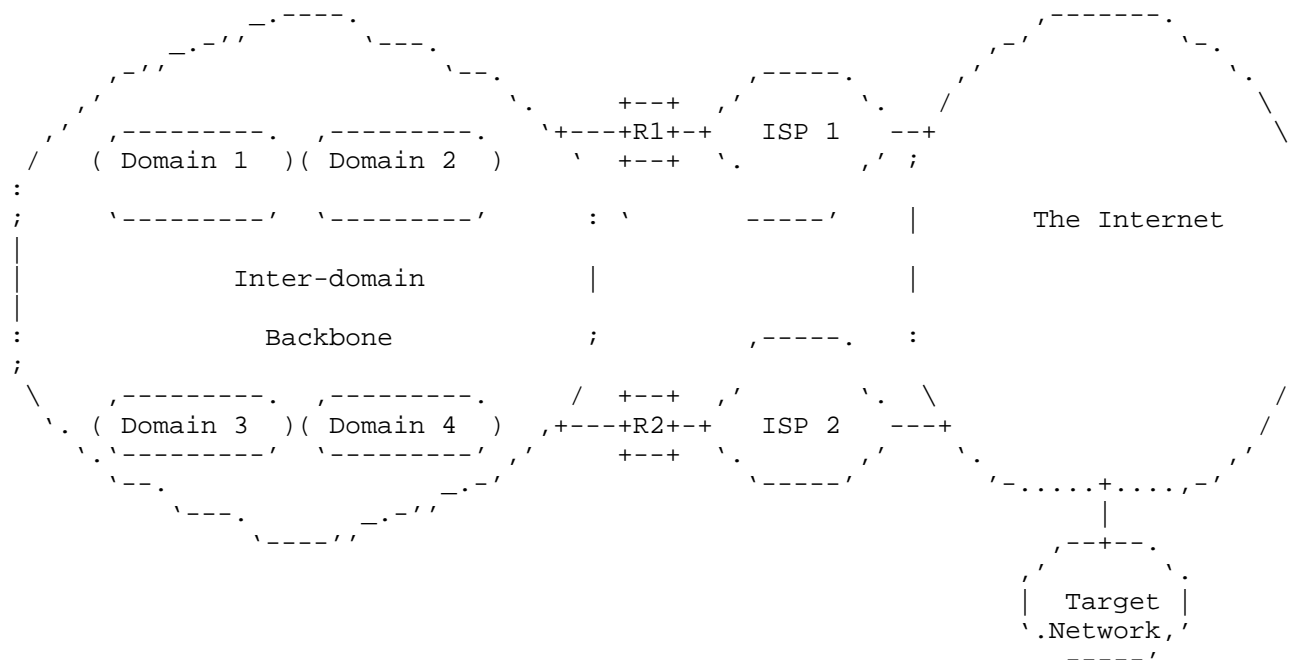 R1 ISP 1
Domain 1 Domain 2
The Internet
Inter-domain
Backbone
Domain 3 Domain 4 R2 ISP 2
Target
Network